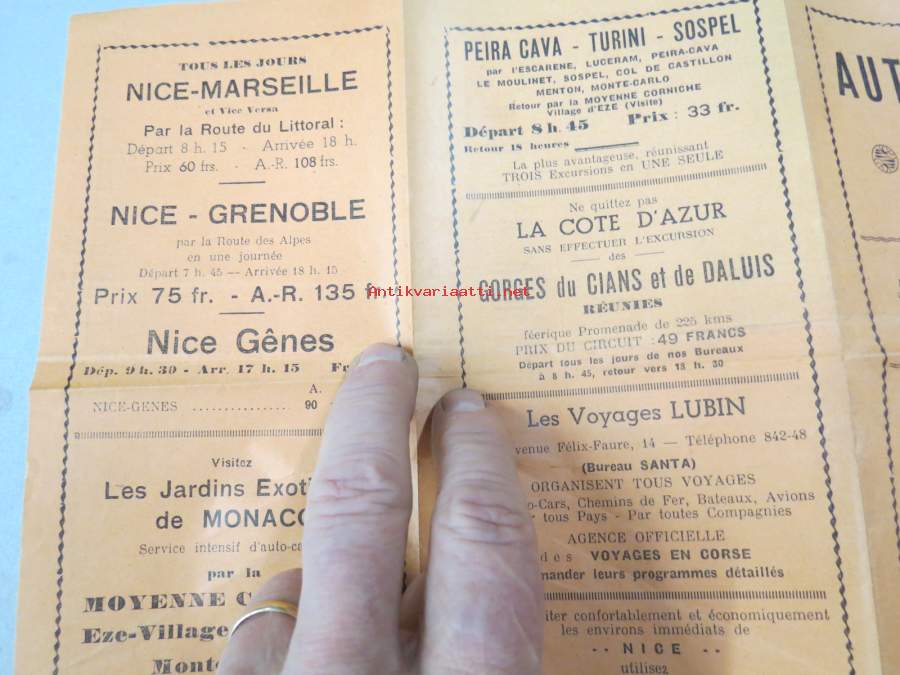 TOUS LES JOURS
NICE-MARSEILLE
et Vice Versa
Par la Route du Littoral :
Départ 8 h. 15 - Arrivée 18 h.
Prix 60 frs. - A.-R. 108 frs.
NICE - GRENOBLE
par la Route des Alpes
en une journée
Départ 7 h. 45 — Arrivée 18 h. 15
Prix 75 fr. - A.-R. 135 f
Nice Gênes
Dép. 9 h. 30 - Arr. 17 h. 15 F
A.
NICE-GENES ............... 90
Visitez
Les Jardins Exoti
de MONACO
Service intensif d'auto-ca
par la
MOYENNE C
Eze-Village
Monte
PEIRA CAVA - TURINI - SOSPEL
par l'ESCARENE, LUCERAM, PEIRA-CAVA
LE MOULINET, SOSPEL, COL DE CASTILLON
MENTON, MONTE-CARLO
Retour par la MOYENNE CORNICHE
Village d'EZE (Visite)
Départ 8 h. 45 Prix : 33 fr.
Retour 18 heures
La plus avantageuse, réunissant
TROIS Excursions en UNE SEULE
Ne quittez pas
LA COTE D'AZUR
SANS EFFECTUER L'EXCURSION
des
GORGES du CIANS et de DALUIS
RÉUNIES
féerique Promenade de 225 kms
PRIX DU CIRCUIT : 49 FRANCS
Départ tous les jours de nos Bureaux
à 8 h. 45, retour vers 18 h. 30
Les Voyages LUBIN
venue Félix-Faure, 14 — Téléphone 842-48
(Bureau SANTA)
ORGANISENT TOUS VOYAGES
o-Cars, Chemins de Fer, Bateaux, Avions
r tous Pays - Par toutes Compagnies
AGENCE OFFICIELLE
des VOYAGES EN CORSE
mander leurs programmes détaillés
iter confortablement et économiquement
les environs immédiats de
-- NICE --
utilisez
AUT
Antikvariaatti.net